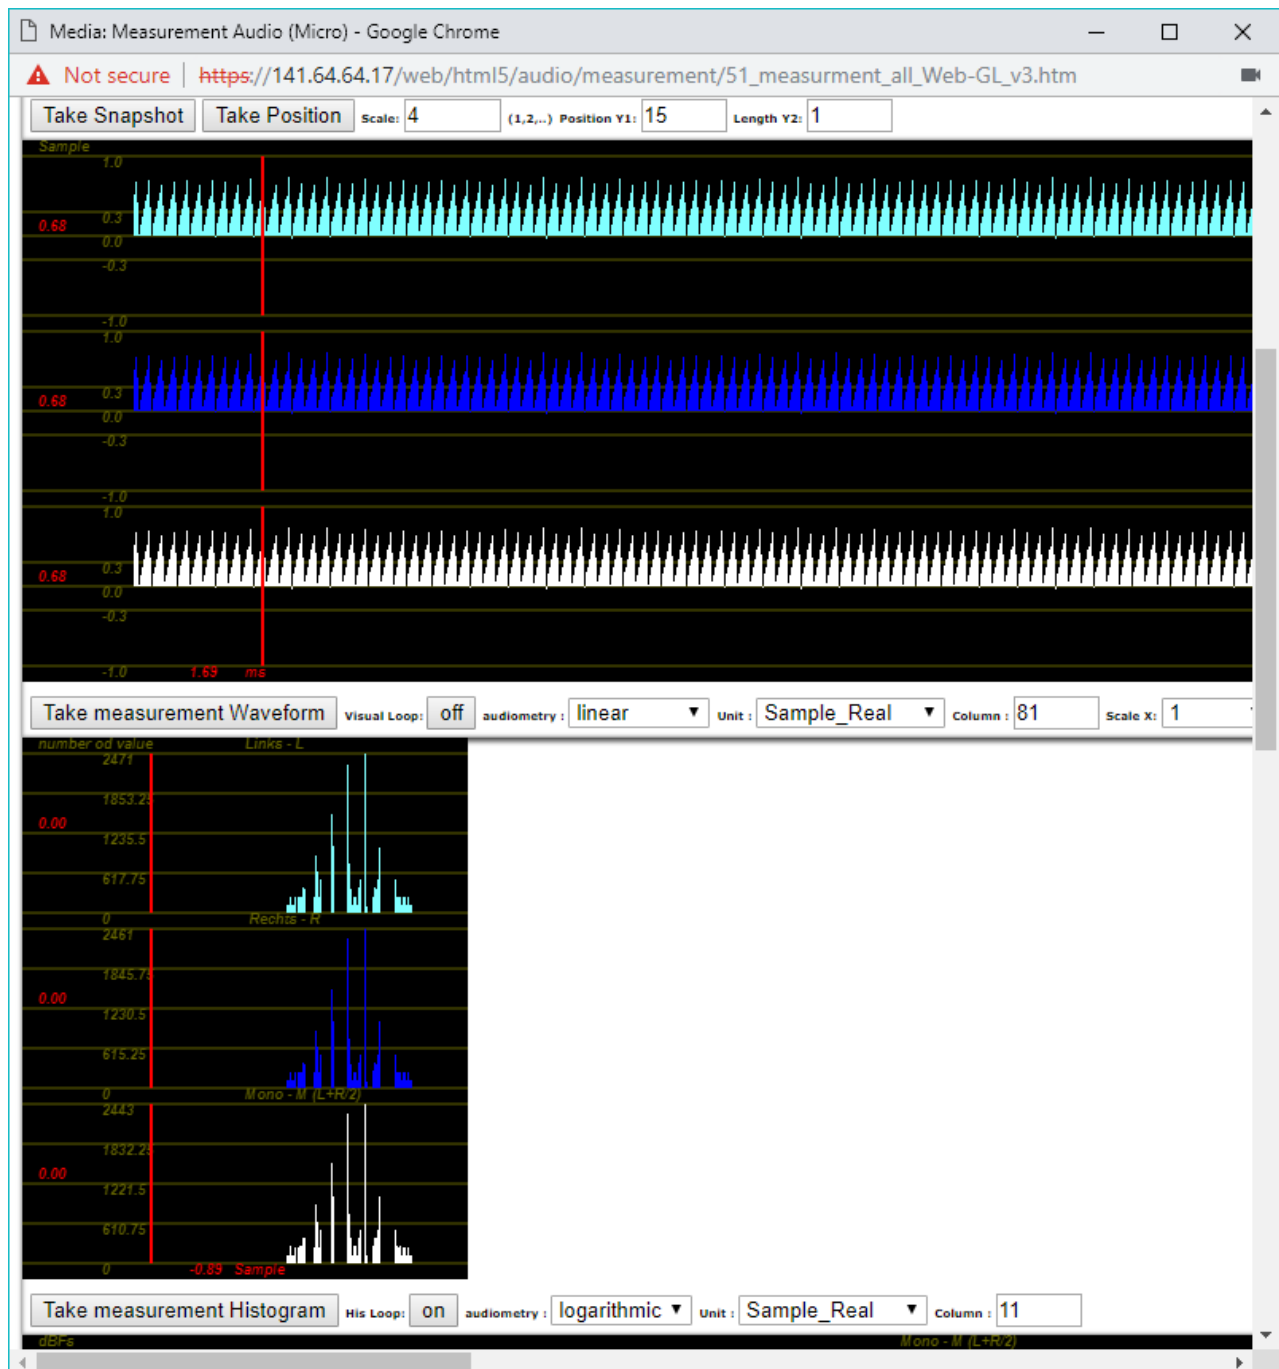 Media: Measurement Audio (Micro) - Google Chrome
Not secure | https://141.64.64.17/web/html5/audio/measurement/51_measurment_all_Web-GL_v3.htm
Take Snapshot Take Position Scale: 4 (1,2,..) Position Y1: 15 Length Y2: 1
Sample
1.0
0.3
0.68
0.0
-0.3
-1.0
1.0
0.3
0.68
0.0
-0.3
-1.0
1.0
0.3
0.68
0.0
-0.3
-1.0 1.69 ms
Take measurement Waveform Visual Loop: off audiometry : linear Unit : Sample_Real Column : 81 Scale X: 1
number od value Links - L
2471
1853.25
0.00
1235.5
617.75
0 Rechts - R
2461
1845.75
0.00
1230.5
615.25
0 Mono - M (L+R/2)
2443
1832.25
0.00
1221.5
610.75
0 -0.89 Sample
Take measurement Histogram His Loop: on audiometry : logarithmic Unit : Sample_Real Column : 11
dBFs Mono - M (L+R/2)